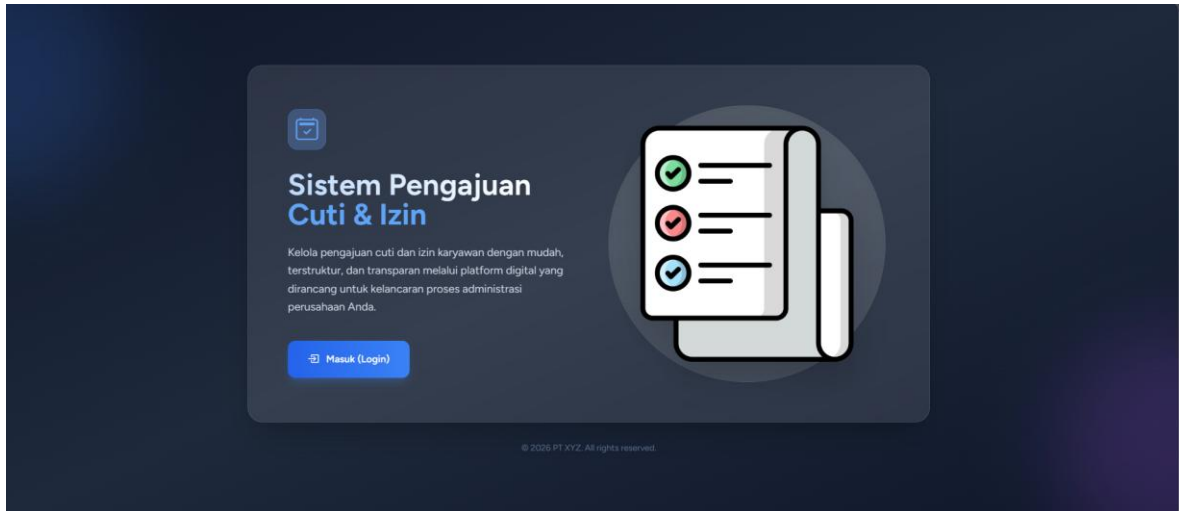 Sistem Pengajuan
Cuti & Izin
Kelola pengajuan cuti dan izin karyawan dengan mudah,
terstruktur, dan transparan melalui platform digital yang
dirancang untuk kelancaran proses administrasi
perusahaan Anda.
Masuk (Login)
© 2026 PT XYZ. All rights reserved.